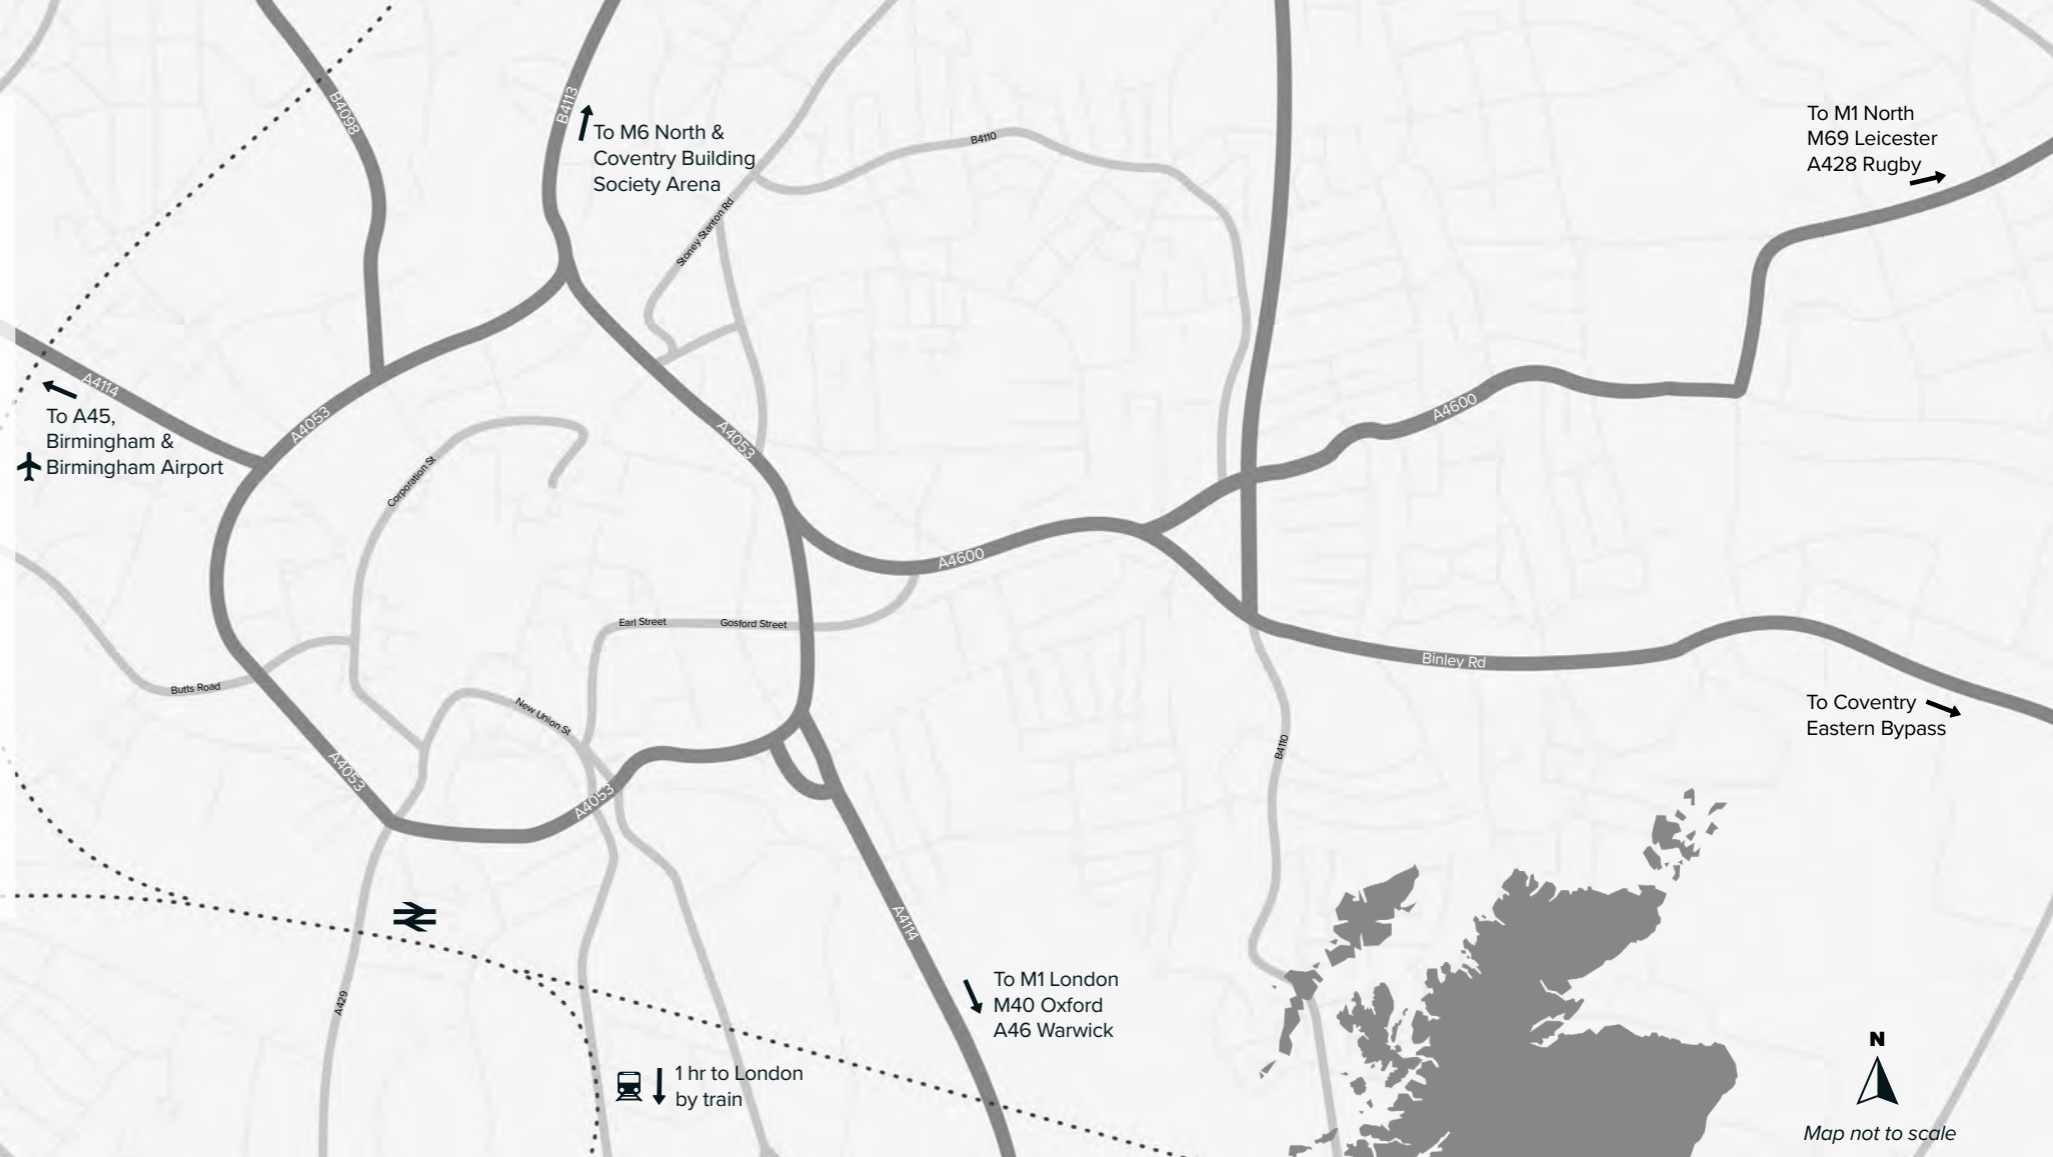 B4098
B4113
To M6 North &
Coventry Building
Society Arena
B4110
Stoney Stanton Rd
To M1 North
M69 Leicester
A428 Rugby
A4114
To A45,
Birmingham &
Birmingham Airport
A4053
A4053
A4600
Corporation St
A4600
Earl Street
Gosford Street
Binley Rd
Butts Road
New Union St
To Coventry
Eastern Bypass
B4110
A4053
A4053
A4114
A429
To M1 London
M40 Oxford
A46 Warwick
1 hr to London
by train
N
Map not to scale